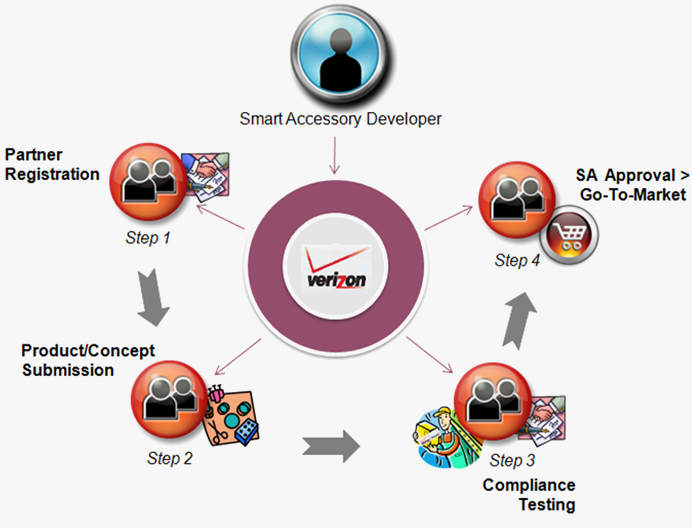 Smart Accessory Developer
Partner
Registration
Step 1
SA Approval >
Go-To-Market
Step 4
verizon
Product/Concept
Submission
Step 2
Step 3
Compliance
Testing